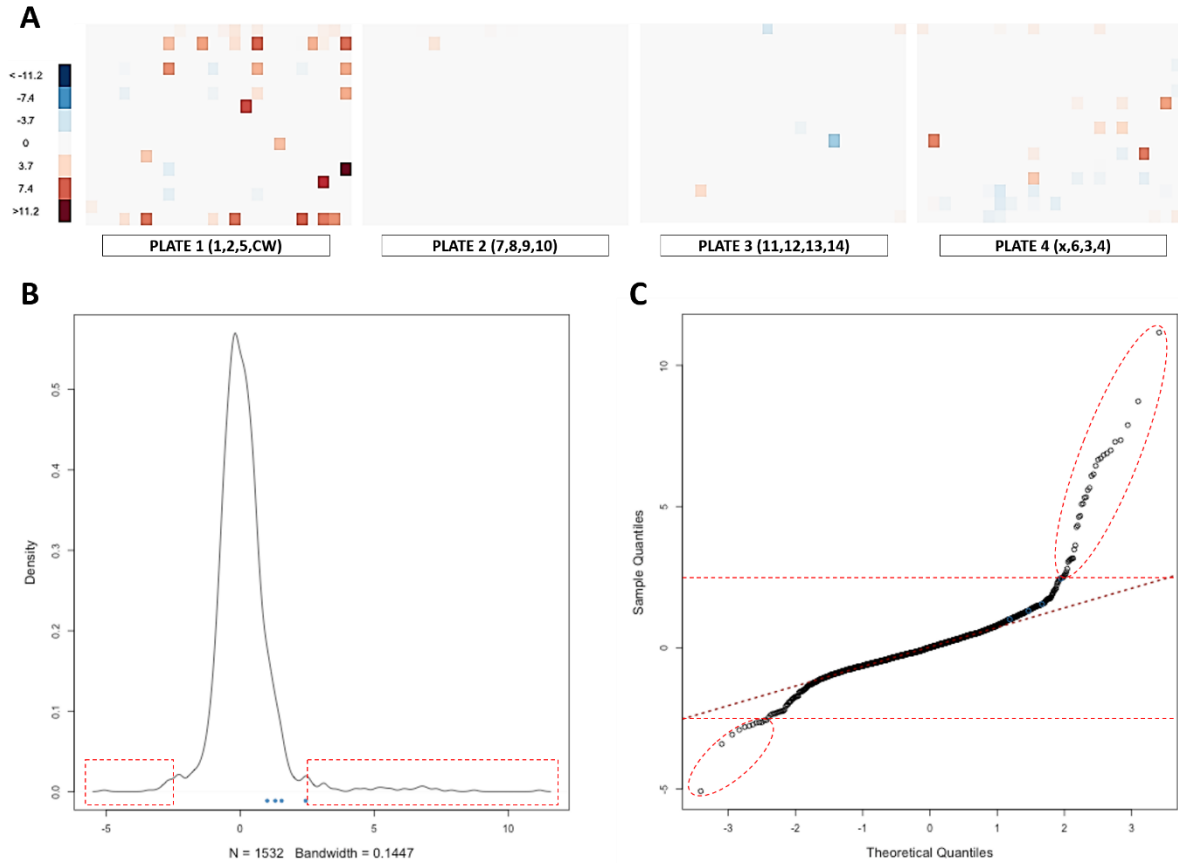 A
< -11.2
-7.4
-3.7
0
3.7
7.4
>11.2
PLATE 1 (1,2,5,CW)
PLATE 2 (7,8,9,10)
PLATE 3 (11,12,13,14)
PLATE 4 (x,6,3,4)
B
Density
0.5
0.4
0.3
0.2
0.1
0.0
-5 0 5 10
N = 1532 Bandwidth = 0.1447
C
Sample Quantiles
10
5
0
-5
-3 -2 -1 0 1 2 3
Theoretical Quantiles